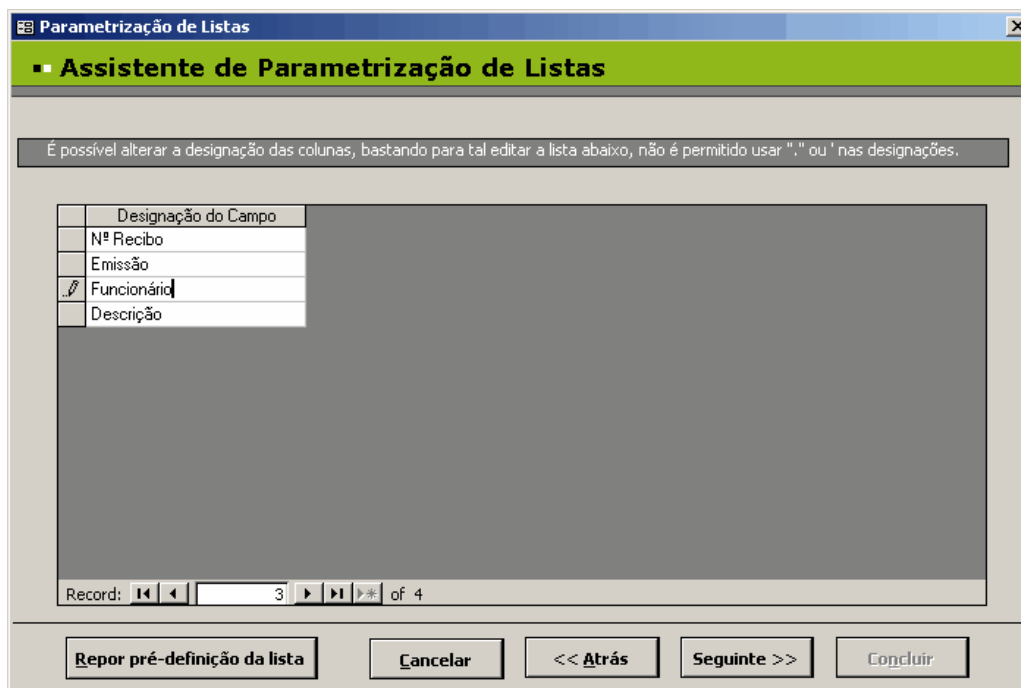 Parametrização de Listas
Assistente de Parametrização de Listas
É possível alterar a designação das colunas, bastando para tal editar a lista abaixo, não é permitido usar "." ou ' nas designações.
Designação do Campo
Nº Recibo
Emissão
Funcionário
Descrição
Record: 3 of 4
Repor pré-definição da lista Cancelar << Atrás Seguinte >> Concluir